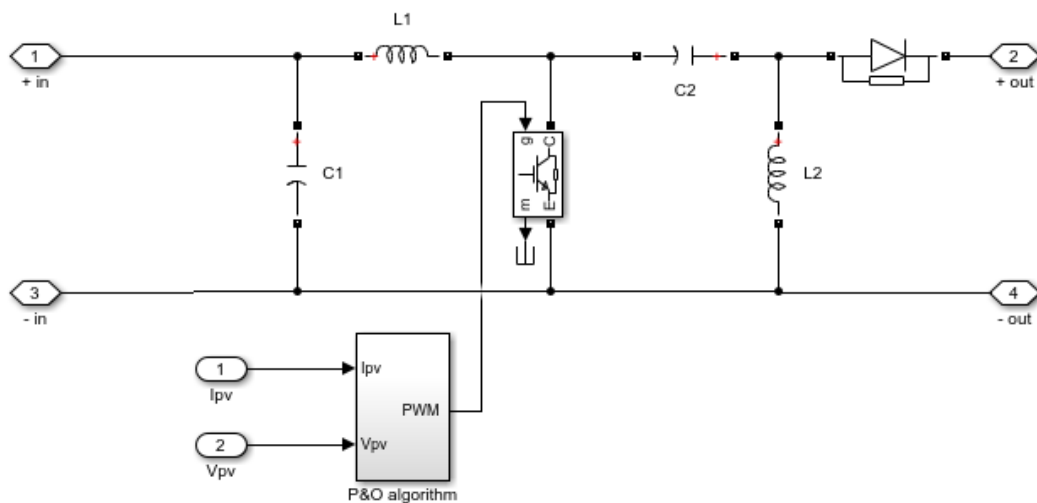 L1
1
+ in
C2
2
+ out
g
C
m
E
C1
L2
3
- in
4
- out
1
Ipv
Ipv
PWM
2
Vpv
Vpv
P&O algorithm